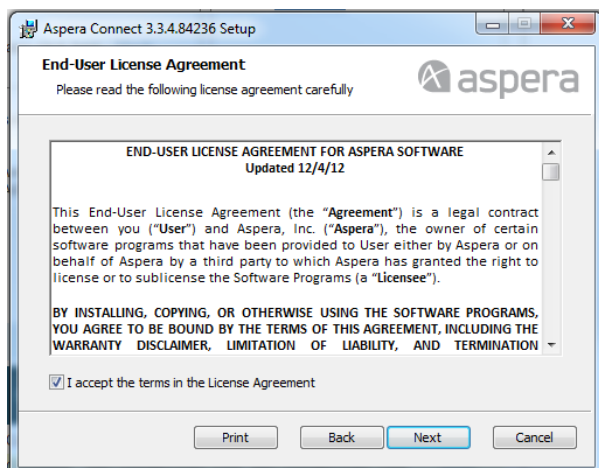 Aspera Connect 3.3.4.84236 Setup
End-User License Agreement
Please read the following license agreement carefully
aspera
END-USER LICENSE AGREEMENT FOR ASPERA SOFTWARE
Updated 12/4/12
This End-User License Agreement (the “Agreement”) is a legal contract
between you (“User”) and Aspera, Inc. (“Aspera”), the owner of certain
software programs that have been provided to User either by Aspera or on
behalf of Aspera by a third party to which Aspera has granted the right to
license or to sublicense the Software Programs (a “Licensee”).
BY INSTALLING, COPYING, OR OTHERWISE USING THE SOFTWARE PROGRAMS,
YOU AGREE TO BE BOUND BY THE TERMS OF THIS AGREEMENT, INCLUDING THE
WARRANTY DISCLAIMER, LIMITATION OF LIABILITY, AND TERMINATION
I accept the terms in the License Agreement
Print Back Next Cancel